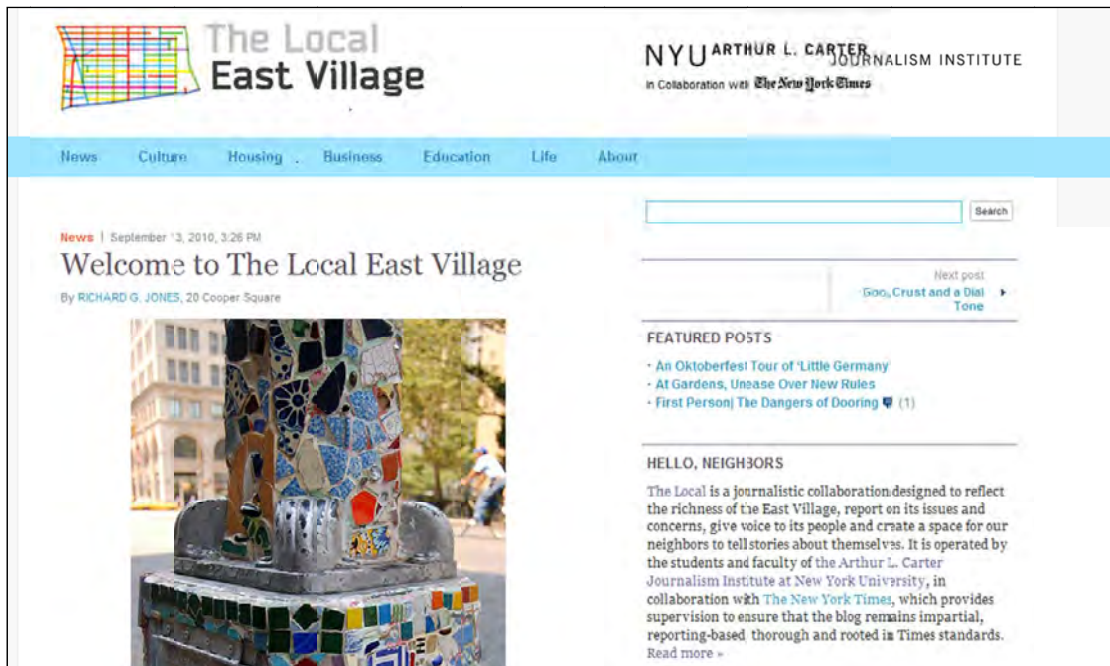 The Local
East Village
NYU ARTHUR L. CARTER
JOURNALISM INSTITUTE
In Collaboration with The New York Times
News Culture Housing Business Education Life About
Search
News | September 13, 2010, 3:26 PM
Welcome to The Local East Village
By RICHARD G. JONES, 20 Cooper Square
Next post
Goo, Crust and a Dial
Tone
FEATURED POSTS
· An Oktoberfest Tour of 'Little Germany
· At Gardens, Unease Over New Rules
· First Person| The Dangers of Dooring (1)
HELLO, NEIGHBORS
The Local is a journalistic collaboration designed to reflect
the richness of the East Village, report on its issues and
concerns, give voice to its people and create a space for our
neighbors to tell stories about themselves. It is operated by
the students and faculty of the Arthur L. Carter
Journalism Institute at New York University, in
collaboration with The New York Times, which provides
supervision to ensure that the blog remains impartial,
reporting-based thorough and rooted in Times standards.
Read more »